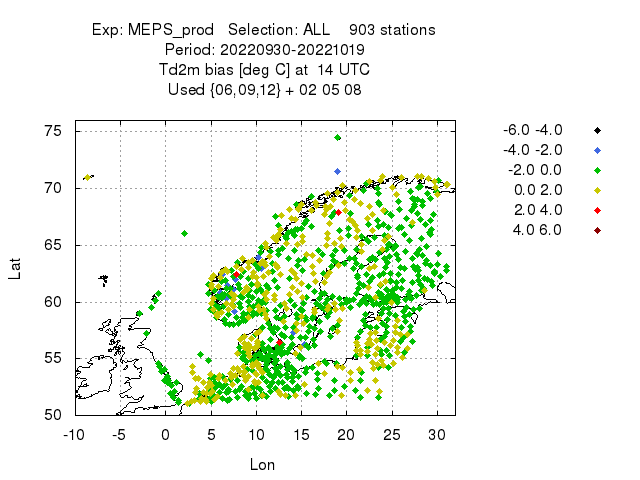 Exp: MEPS_prod   Selection: ALL    903 stations
Period: 20220930-20221019
Td2m bias [deg C] at  14 UTC
Used {06,09,12} + 02 05 08
-6.0 -4.0
-4.0 -2.0
-2.0 0.0
0.0 2.0
2.0 4.0
4.0 6.0
75
70
65
60
55
50
Lat
-10 -5 0 5 10 15 20 25 30
Lon